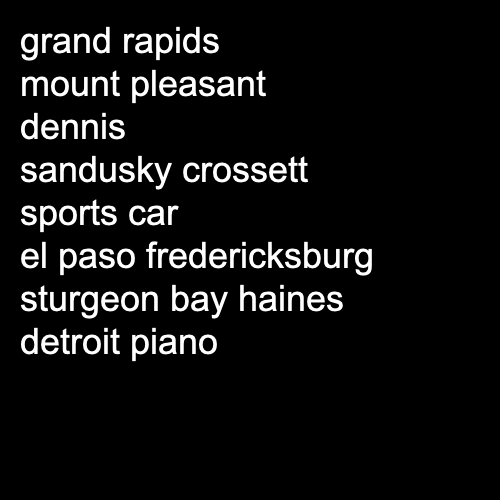 grand rapids
mount pleasant
dennis
sandusky crossett
sports car
el paso fredericksburg
sturgeon bay haines
detroit piano